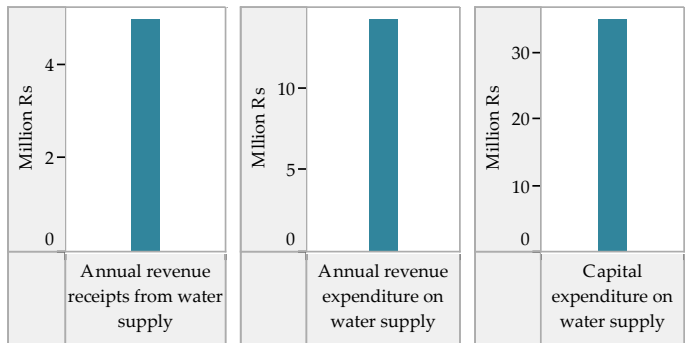 Million Rs
4
2
0
Annual revenue
receipts from water
supply
Mllion Rs
10
5
0
Annual revenue
expenditure on
water supply
Million Rs
30
20
10
0
Capital
expenditure on
water supply